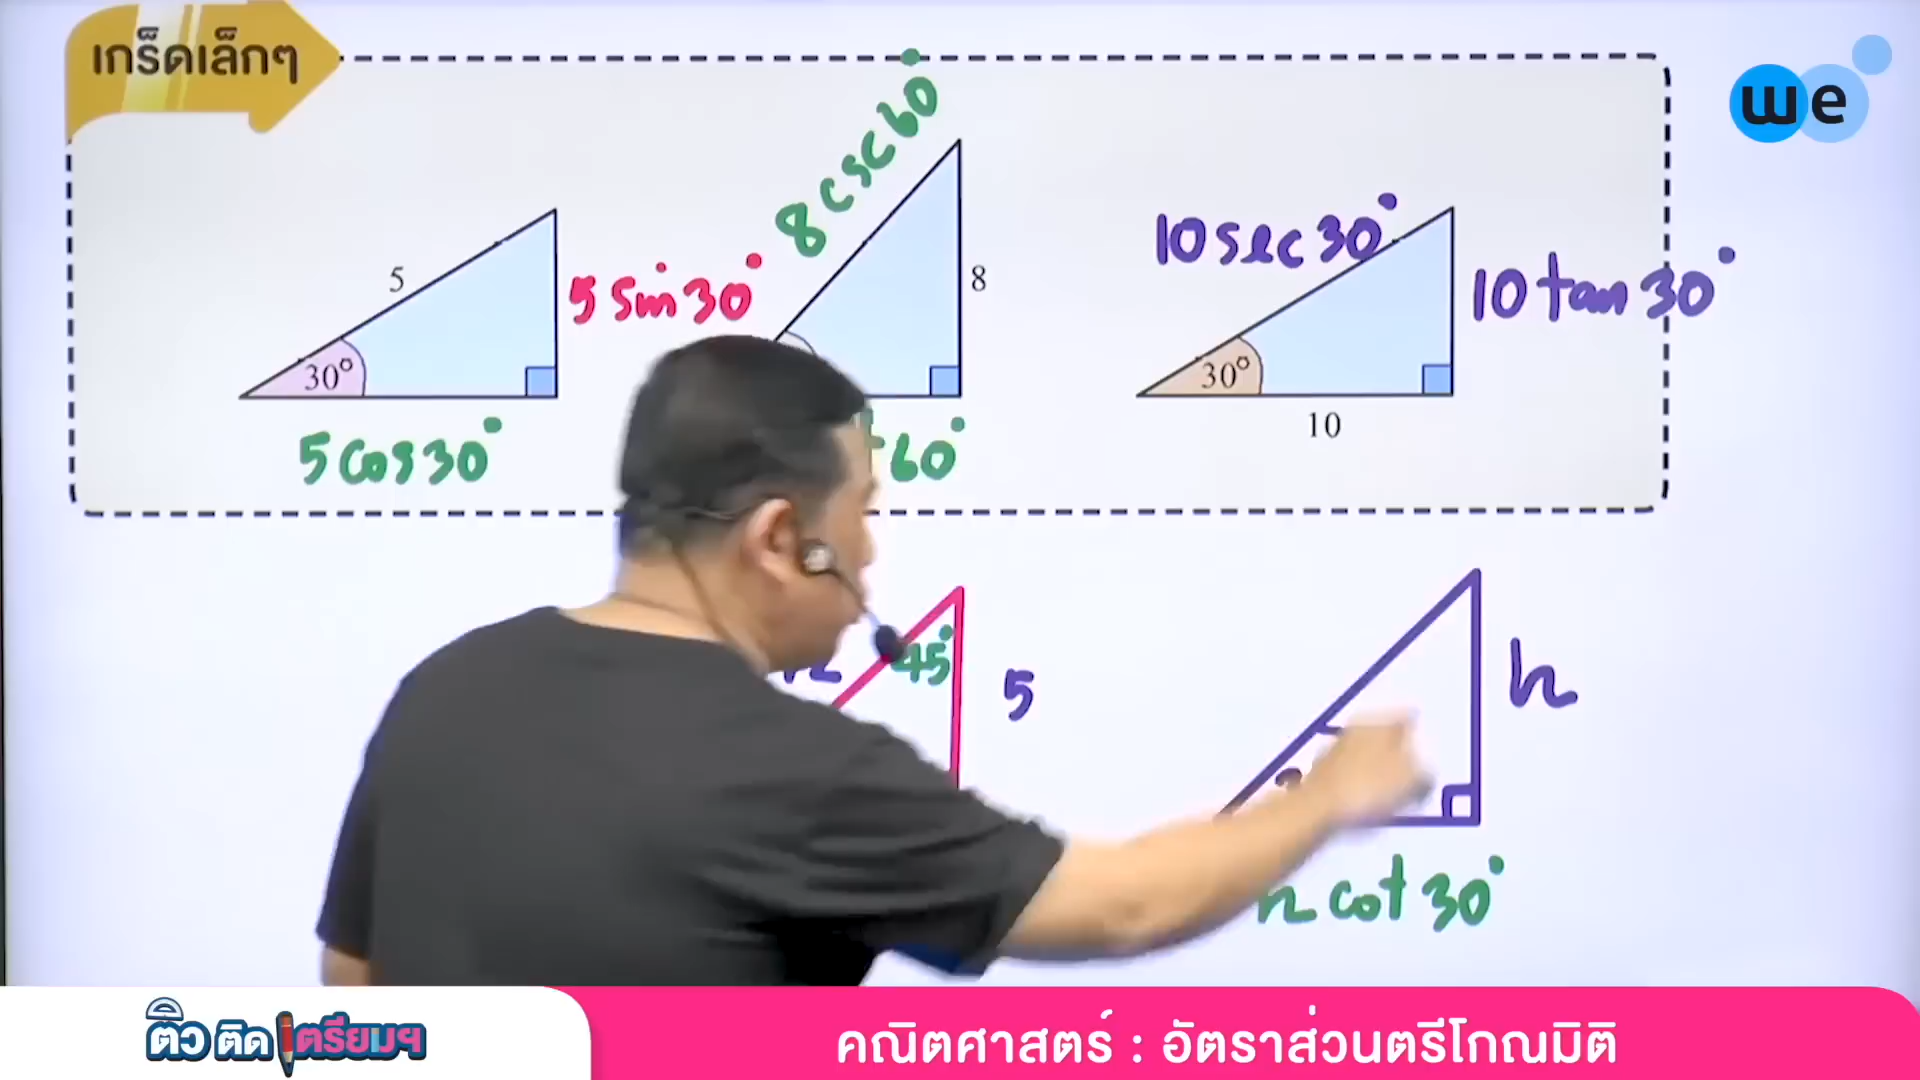 เกร็ดเล็กๆ
we
8 csc 60°
5
5 sin 30°
8
10 sec 30°
10 tan 30°
30°
30°
5 cos 30°
60°
10
45°
5
h
h cot 30°
ติว ติด เตรียมฯ
คณิตศาสตร์ : อัตราส่วนตรีโกณมิติ